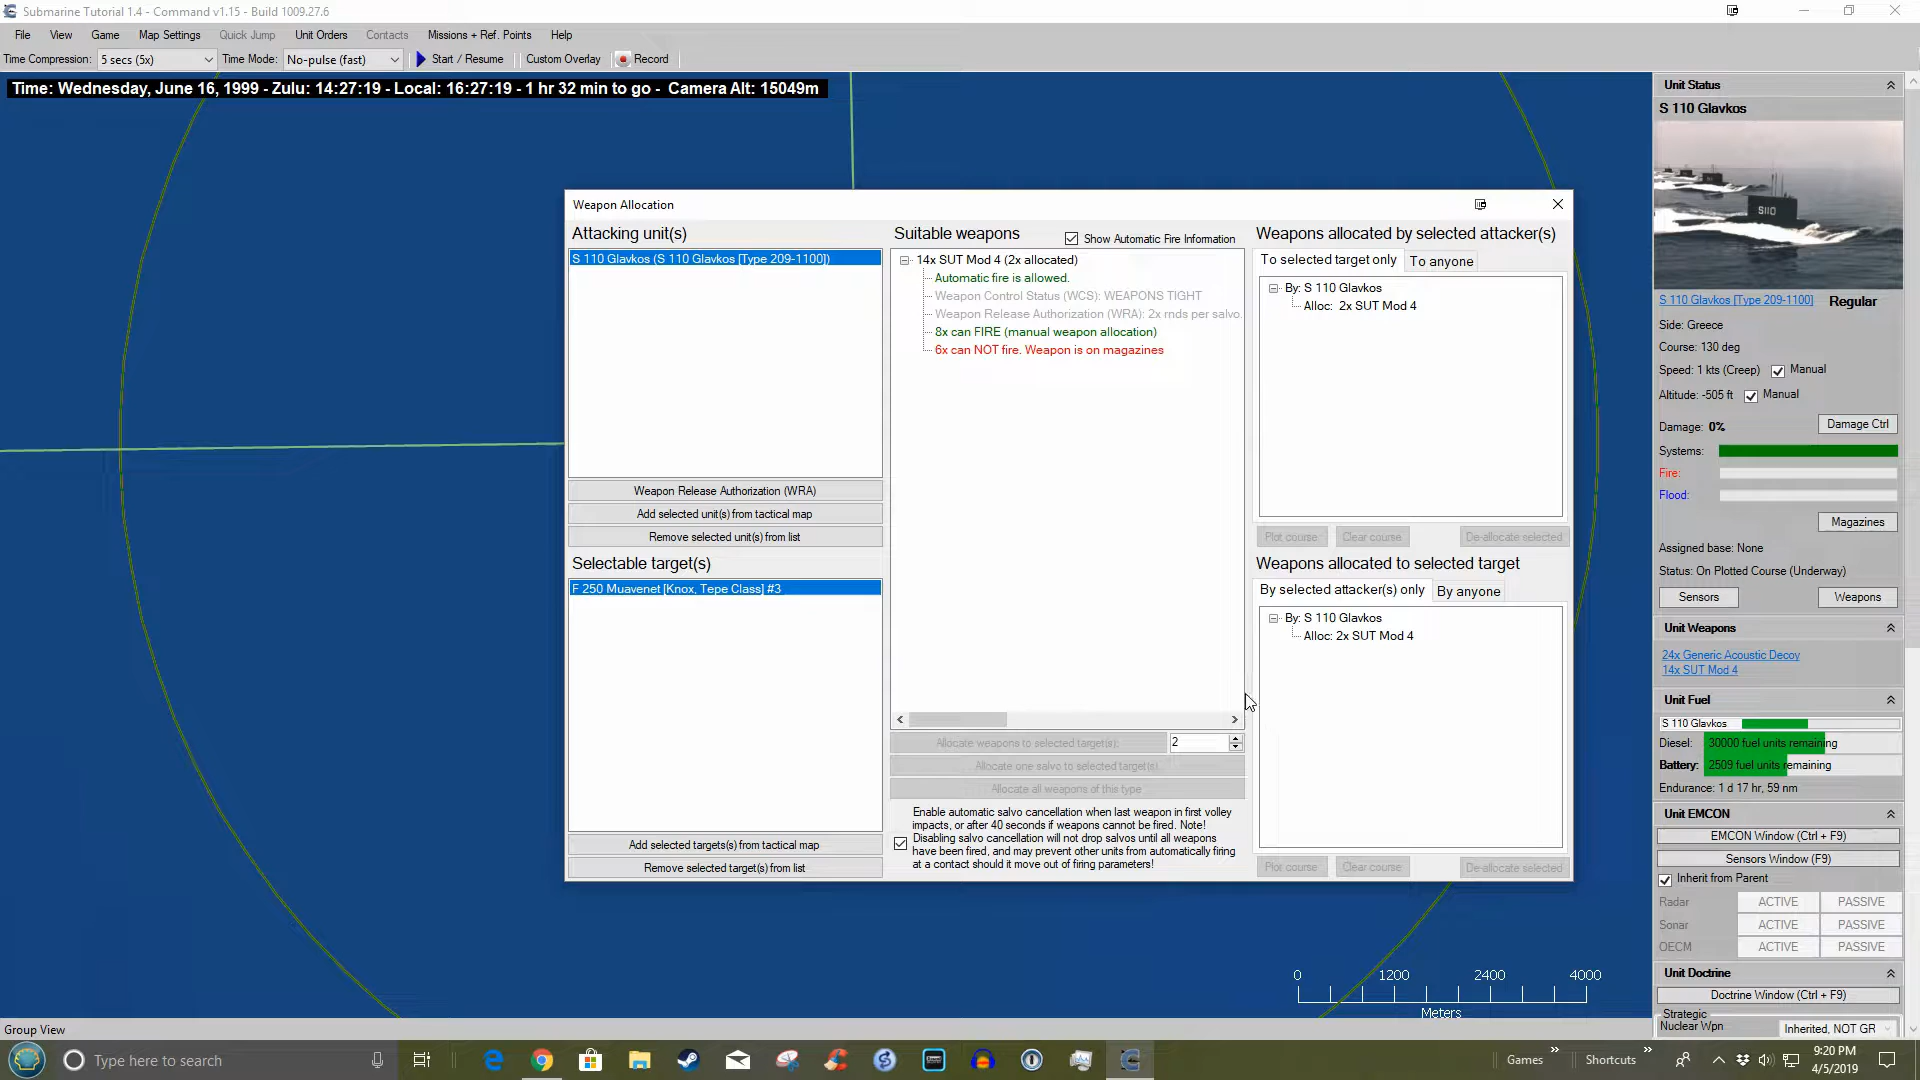 Submarine Tutorial 1.4 - Command v1.15 - Build 1009.27.6
File View Game Map Settings Quick Jump Unit Orders Contacts Missions + Ref. Points Help
Time Compression: 5 secs (5x) Time Mode: No-pulse (fast) Start / Resume Custom Overlay Record
Time: Wednesday, June 16, 1999 - Zulu: 14:27:19 - Local: 16:27:19 - 1 hr 32 min to go - Camera Alt: 15049m
Weapon Allocation
Attacking unit(s)
S 110 Glavkos (S 110 Glavkos [Type 209-1100])
Weapon Release Authorization (WRA)
Add selected unit(s) from tactical map
Remove selected unit(s) from list
Selectable target(s)
F 250 Muavenet [Knox, Tepe Class] #3
Add selected targets(s) from tactical map
Remove selected target(s) from list
Suitable weapons
Show Automatic Fire Information
14x SUT Mod 4 (2x allocated)
Automatic fire is allowed.
Weapon Control Status (WCS): WEAPONS TIGHT
Weapon Release Authorization (WRA): 2x rnds per salvo.
8x can FIRE (manual weapon allocation)
6x can NOT fire. Weapon is on magazines
Allocate weapons to selected target(s): 2
Allocate one salvo to selected target(s)
Allocate all weapons of this type
Enable automatic salvo cancellation when last weapon in first volley
impacts, or after 40 seconds if weapons cannot be fired. Note!
Disabling salvo cancellation will not drop salvos until all weapons
have been fired, and may prevent other units from automatically firing
at a contact should it move out of firing parameters!
Weapons allocated by selected attacker(s)
To selected target only To anyone
By: S 110 Glavkos
Alloc: 2x SUT Mod 4
Plot course Clear course De-allocate selected
Weapons allocated to selected target
By selected attacker(s) only By anyone
By: S 110 Glavkos
Alloc: 2x SUT Mod 4
Plot course Clear course De-allocate selected
0 1200 2400 4000
Meters
Unit Status
S 110 Glavkos
S110
S 110 Glavkos [Type 209-1100] Regular
Side: Greece
Course: 130 deg
Speed: 1 kts (Creep) Manual
Altitude: -505 ft Manual
Damage: 0% Damage Ctrl
Systems:
Fire:
Flood:
Magazines
Assigned base: None
Status: On Plotted Course (Underway)
Sensors Weapons
Unit Weapons
24x Generic Acoustic Decoy
14x SUT Mod 4
Unit Fuel
S 110 Glavkos
Diesel: 30000 fuel units remaining
Battery: 2509 fuel units remaining
Endurance: 1 d 17 hr, 59 nm
Unit EMCON
EMCON Window (Ctrl + F9)
Sensors Window (F9)
Inherit from Parent
Radar ACTIVE PASSIVE
Sonar ACTIVE PASSIVE
OECM ACTIVE PASSIVE
Unit Doctrine
Doctrine Window (Ctrl + F9)
Strategic
Nuclear Wpn Inherited, NOT GR
Group View
Type here to search
Games Shortcuts
9:20 PM
4/5/2019